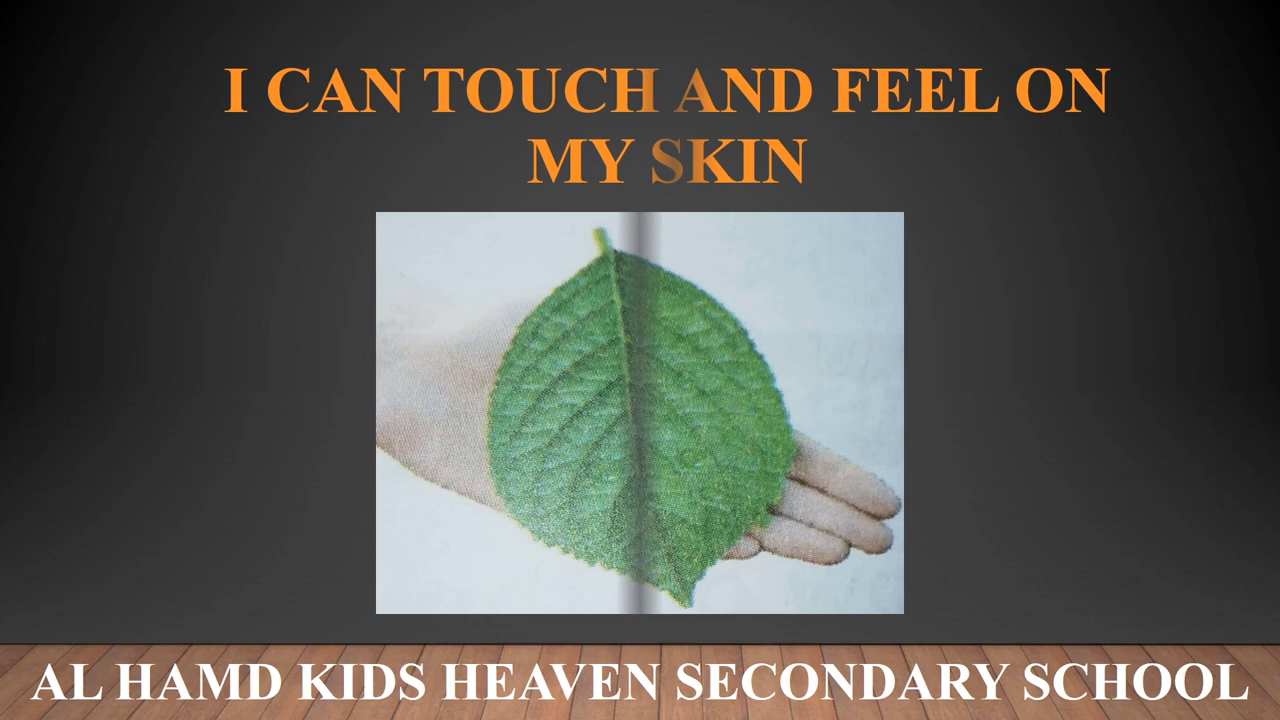 I CAN TOUCH AND FEEL ON
MY SKIN
AL HAMD KIDS HEAVEN SECONDARY SCHOOL